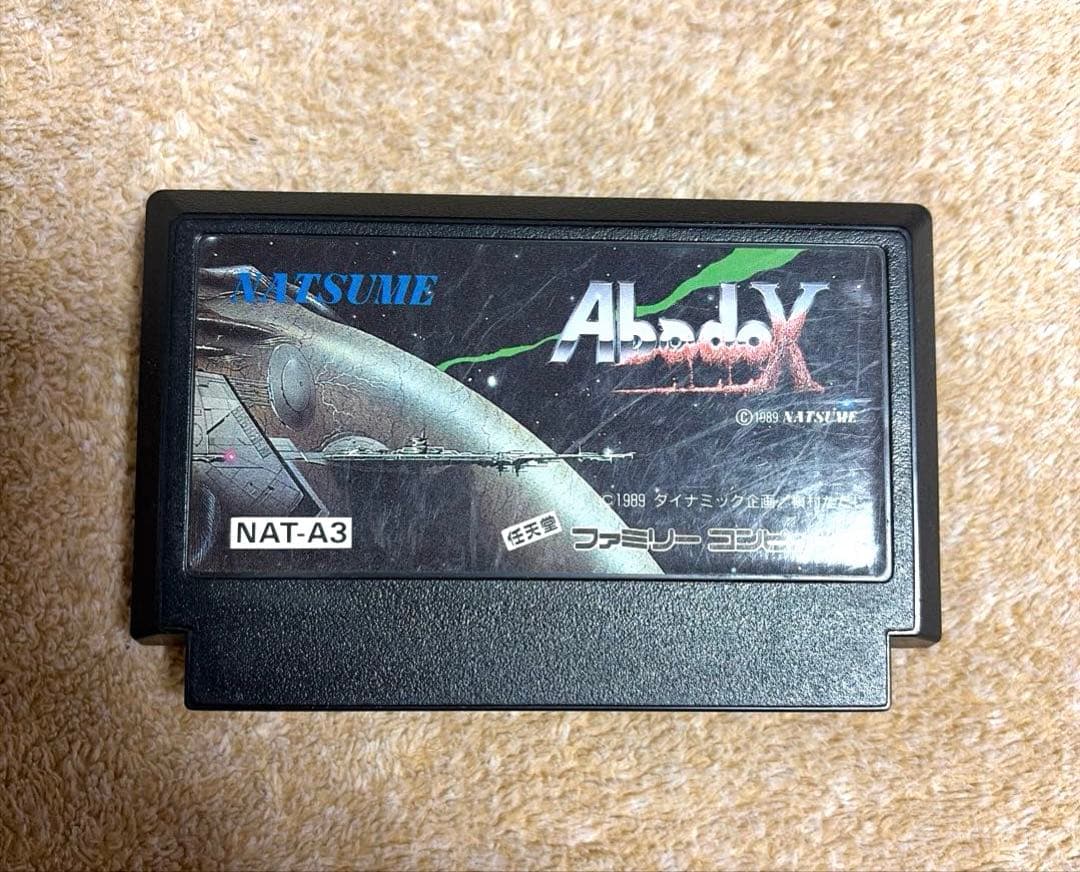 NATSUME
AbadoX
©1989 NATSUME
©1989 ダイナミック企画
NAT-A3
任天堂
ファミリー